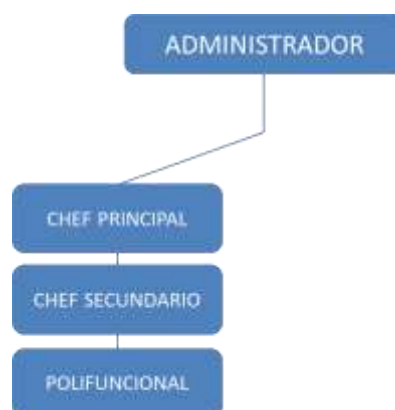 ADMINISTRADOR
CHEF PRINCIPAL
CHEF SECUNDARIO
POLIFUNCIONAL